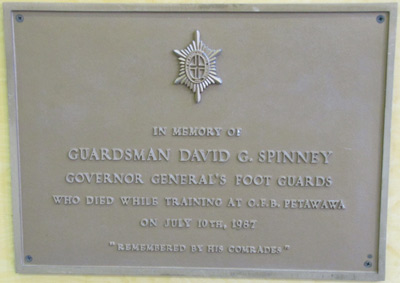 IN MEMORY OF
GUARDSMAN DAVID G. SPINNEY
GOVERNOR GENERAL'S FOOT GUARDS
WHO DIED WHILE TRAINING AT C.F.B. PETAWAWA
ON JULY 10TH, 1967
"REMEMBERED BY HIS COMRADES"